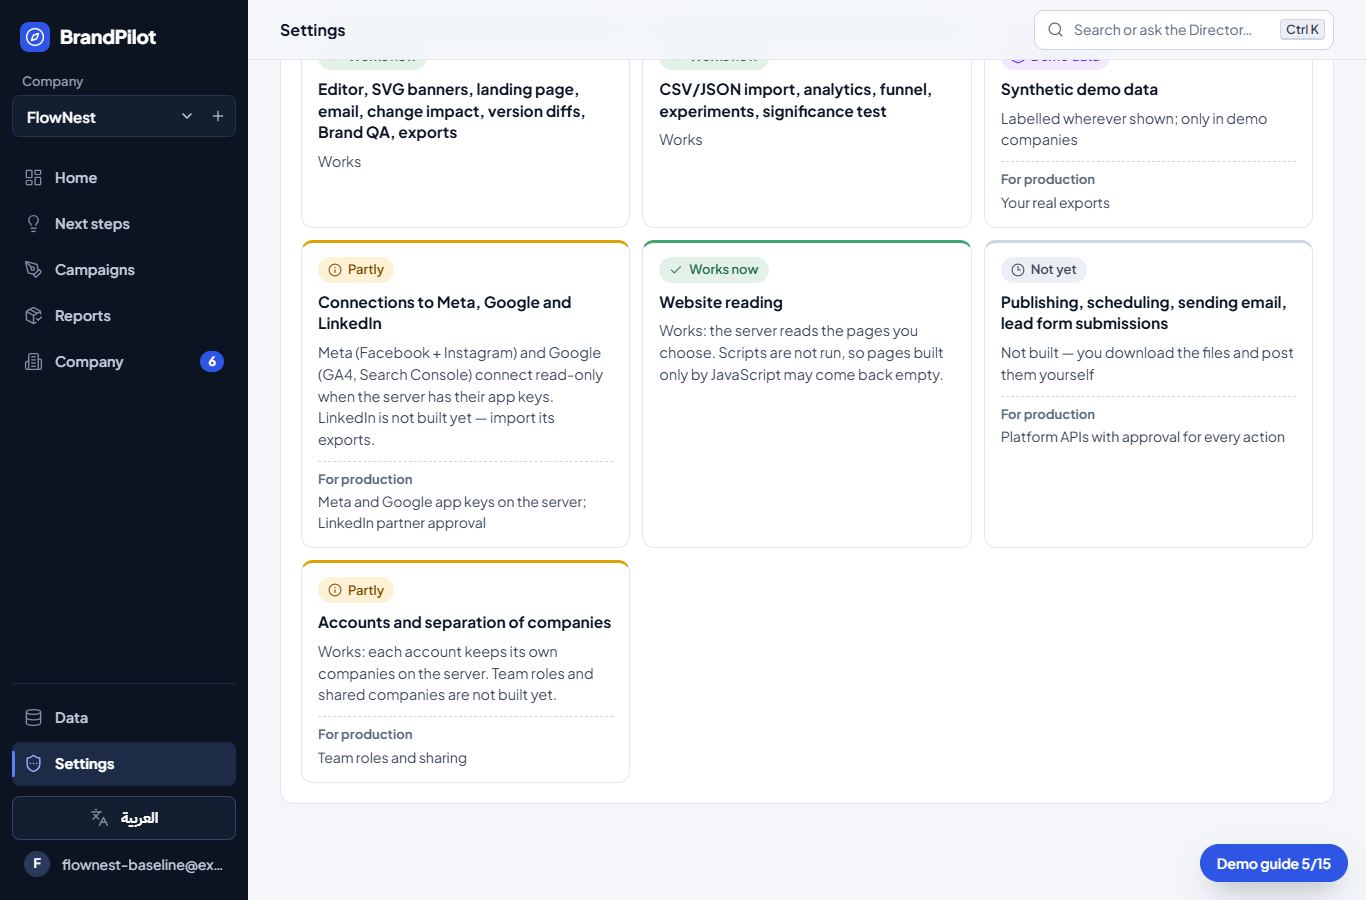 BrandPilot
Company
FlowNest
Home
Next steps
Campaigns
Reports
Company 6
Data
Settings
العربية
F flownest-baseline@ex...
Settings
Search or ask the Director... Ctrl K
Editor, SVG banners, landing page,
email, change impact, version diffs,
Brand QA, exports
Works
CSV/JSON import, analytics, funnel,
experiments, significance test
Works
Synthetic demo data
Labelled wherever shown; only in demo
companies
For production
Your real exports
Partly
Connections to Meta, Google and
LinkedIn
Meta (Facebook + Instagram) and Google
(GA4, Search Console) connect read-only
when the server has their app keys.
LinkedIn is not built yet — import its
exports.
For production
Meta and Google app keys on the server;
LinkedIn partner approval
Works now
Website reading
Works: the server reads the pages you
choose. Scripts are not run, so pages built
only by JavaScript may come back empty.
Not yet
Publishing, scheduling, sending email,
lead form submissions
Not built — you download the files and post
them yourself
For production
Platform APIs with approval for every action
Partly
Accounts and separation of companies
Works: each account keeps its own
companies on the server. Team roles and
shared companies are not built yet.
For production
Team roles and sharing
Demo guide 5/15